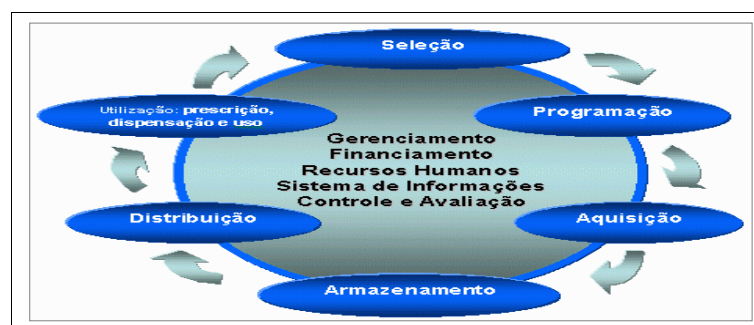 Seleção
Utilização: prescrição,
dispensação e uso
Programação
Gerenciamento
Financiamento
Recursos Humanos
Sistema de Informações
Controle e Avaliação
Distribuição
Aquisição
Armazenamento